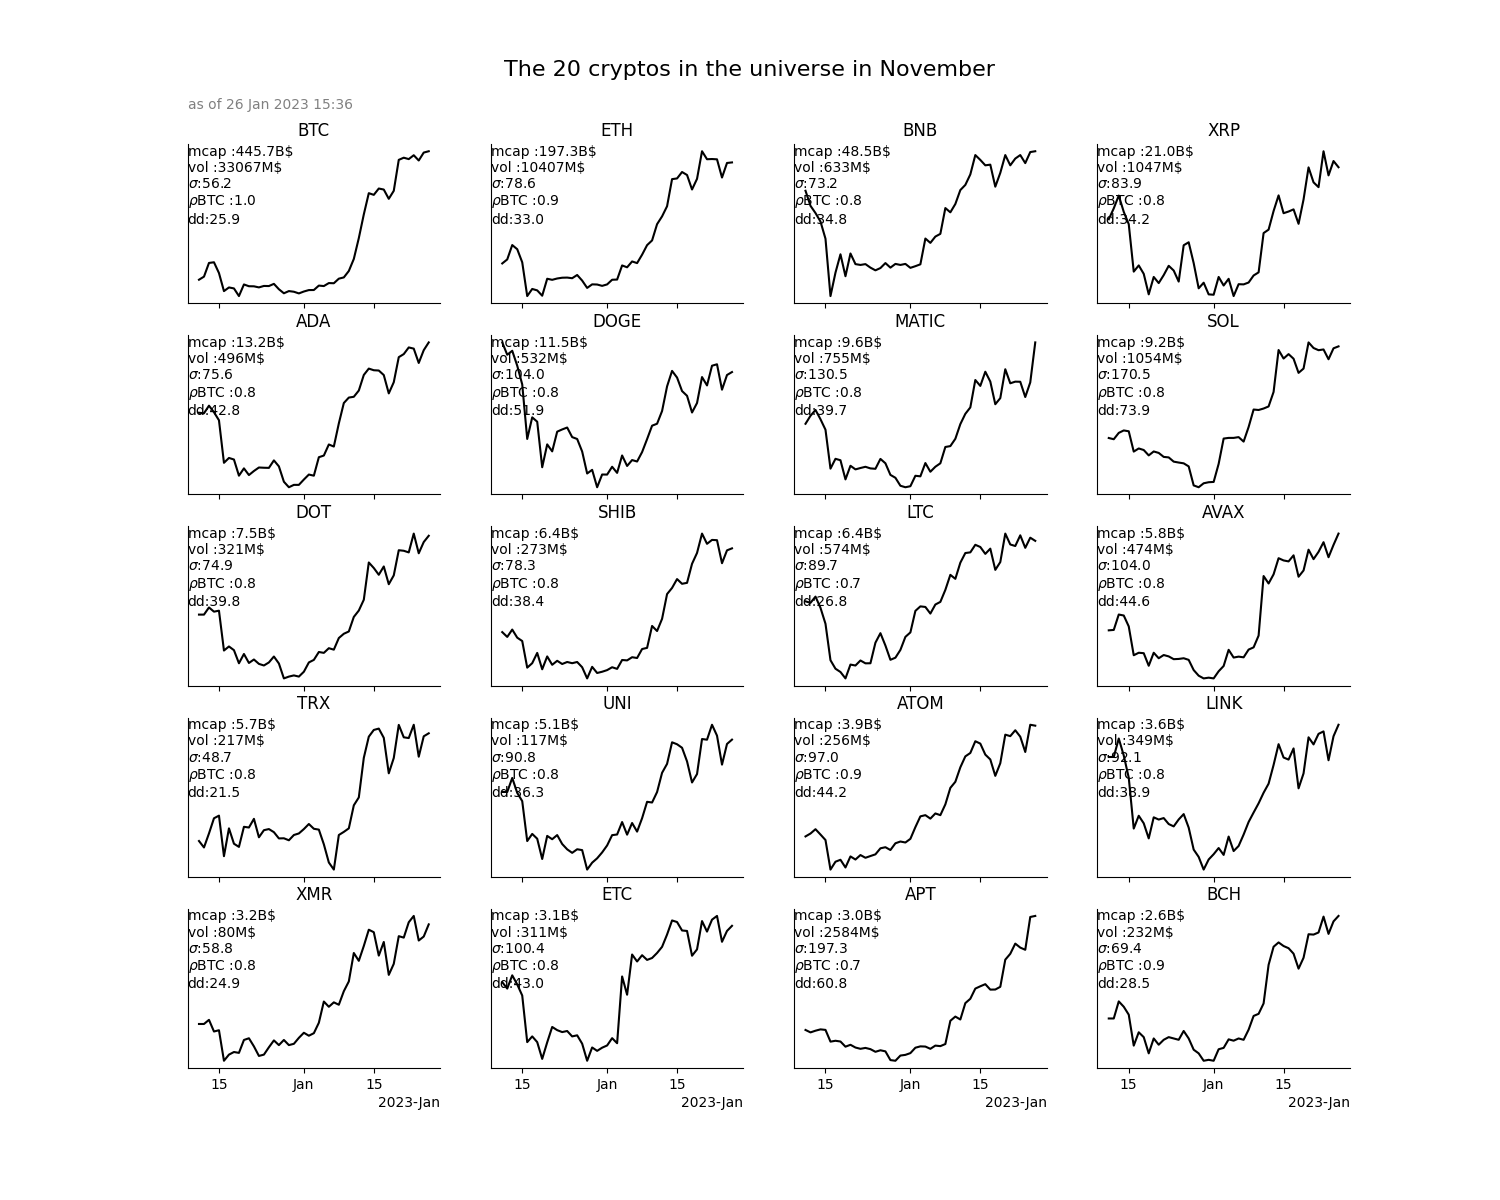 The 20 cryptos in the universe in November
as of 26 Jan 2023 15:36
BTC
mcap :445.7B$
vol :33067M$
σ:56.2
ρBTC :1.0
dd:25.9
ETH
mcap :197.3B$
vol :10407M$
σ:78.6
ρBTC :0.9
dd:33.0
BNB
mcap :48.5B$
vol :633M$
σ:73.2
ρBTC :0.8
dd:34.8
XRP
mcap :21.0B$
vol :1047M$
σ:83.9
ρBTC :0.8
dd:34.2
ADA
mcap :13.2B$
vol :496M$
σ:75.6
ρBTC :0.8
dd:42.8
DOGE
mcap :11.5B$
vol :532M$
σ:104.0
ρBTC :0.8
dd:51.9
MATIC
mcap :9.6B$
vol :755M$
σ:130.5
ρBTC :0.8
dd:39.7
SOL
mcap :9.2B$
vol :1054M$
σ:170.5
ρBTC :0.8
dd:73.9
DOT
mcap :7.5B$
vol :321M$
σ:74.9
ρBTC :0.8
dd:39.8
SHIB
mcap :6.4B$
vol :273M$
σ:78.3
ρBTC :0.8
dd:38.4
LTC
mcap :6.4B$
vol :574M$
σ:89.7
ρBTC :0.7
dd:26.8
AVAX
mcap :5.8B$
vol :474M$
σ:104.0
ρBTC :0.8
dd:44.6
TRX
mcap :5.7B$
vol :217M$
σ:48.7
ρBTC :0.8
dd:21.5
UNI
mcap :5.1B$
vol :117M$
σ:90.8
ρBTC :0.8
dd:36.3
ATOM
mcap :3.9B$
vol :256M$
σ:97.0
ρBTC :0.9
dd:44.2
LINK
mcap :3.6B$
vol :349M$
σ:92.1
ρBTC :0.8
dd:38.9
XMR
mcap :3.2B$
vol :80M$
σ:58.8
ρBTC :0.8
dd:24.9
ETC
mcap :3.1B$
vol :311M$
σ:100.4
ρBTC :0.8
dd:43.0
APT
mcap :3.0B$
vol :2584M$
σ:197.3
ρBTC :0.7
dd:60.8
BCH
mcap :2.6B$
vol :232M$
σ:69.4
ρBTC :0.9
dd:28.5
15 Jan 15
2023-Jan
15 Jan 15
2023-Jan
15 Jan 15
2023-Jan
15 Jan 15
2023-Jan